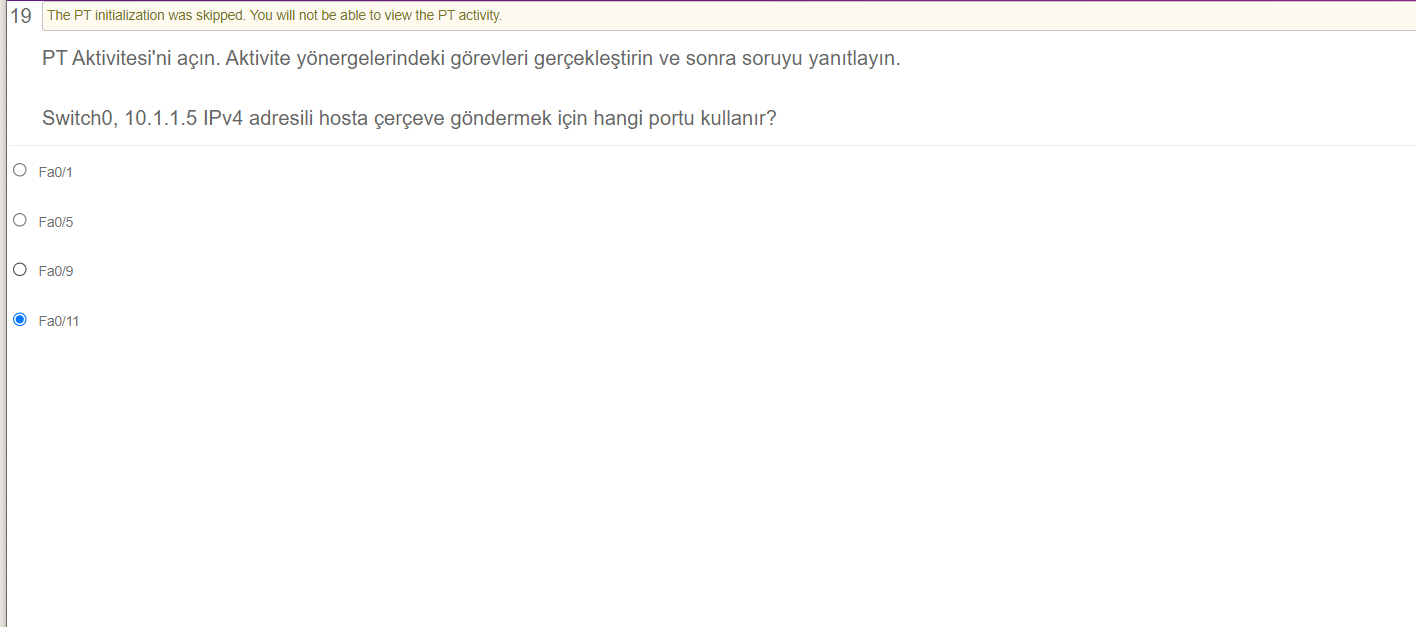 19
The PT initialization was skipped. You will not be able to view the PT activity.
PT Aktivitesi'ni açın. Aktivite yönergelerindeki görevleri gerçekleştirin ve sonra soruyu yanıtlayın.
Switch0, 10.1.1.5 IPv4 adresili hosta çerçeve göndermek için hangi portu kullanır?
Fa0/1
Fa0/5
Fa0/9
Fa0/11